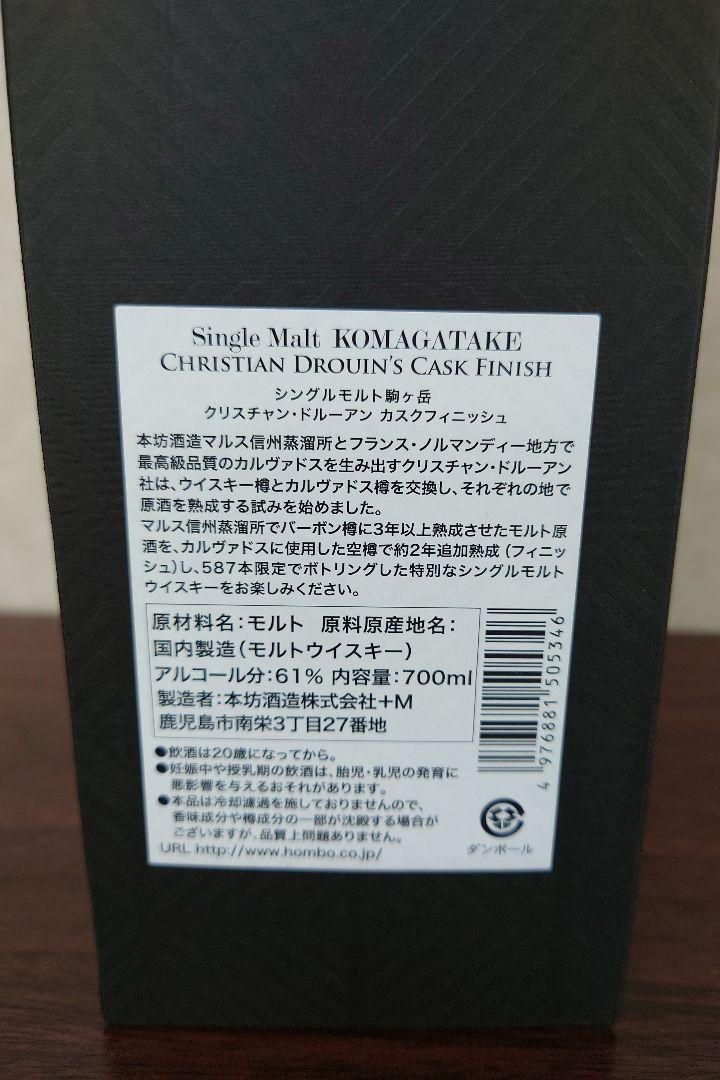 Single Malt KOMAGATAKE
CHRISTIAN DROUIN'S CASK FINISH
シングルモルト駒ヶ岳
クリスチャン・ドルーアン カスクフィニッシュ
本坊酒造マルス信州蒸溜所とフランス・ノルマンディー地方で
最高級品質のカルヴァドスを生み出すクリスチャン・ドルーアン
社は、ウイスキー樽とカルヴァドス樽を交換し、それぞれの地で
原酒を熟成する試みを始めました。
マルス信州蒸溜所でバーボン樽に3年以上熟成させたモルト原
酒を、カルヴァドスに使用した空樽で約2年追加熟成(フィニッ
シュ)し、587本限定でボトリングした特別なシングルモルト
ウイスキーをお楽しみください。
原材料名:モルト 原料原産地名:
国内製造(モルトウイスキー)
アルコール分:61% 内容量:700ml
製造者:本坊酒造株式会社+M
鹿児島市南栄3丁目27番地
4 976881 505346
●飲酒は20歳になってから。
●妊娠中や授乳期の飲酒は、胎児・乳児の発育に
悪影響を与えるおそれがあります。
●本品は冷却濾過を施しておりませんので、
香味成分や樽成分の一部が沈殿する場合が
ございますが、品質上問題ありません。
URL http://www.hombo.co.jp/
ダンボール